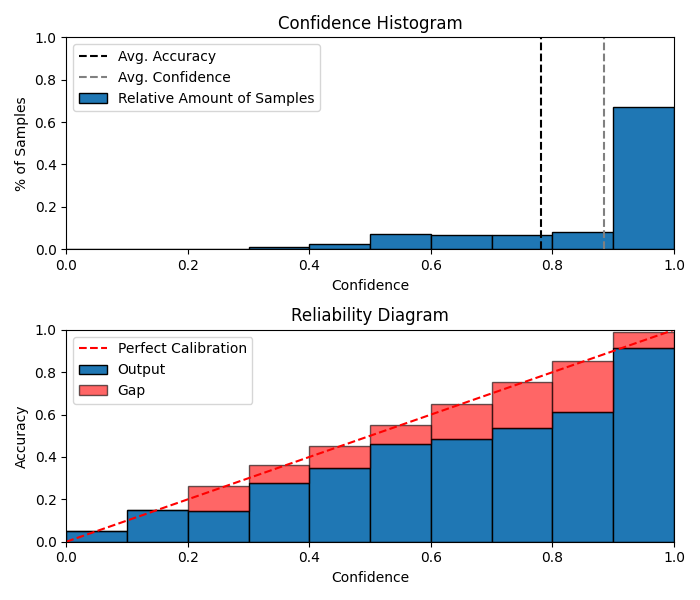 Confidence Histogram
1.0
0.8
0.6
0.4
0.2
0.0
% of Samples
Avg. Accuracy
Avg. Confidence
Relative Amount of Samples
0.0 0.2 0.4 0.6 0.8 1.0
Confidence
Reliability Diagram
1.0
0.8
0.6
0.4
0.2
0.0
Accuracy
Perfect Calibration
Output
Gap
0.0 0.2 0.4 0.6 0.8 1.0
Confidence